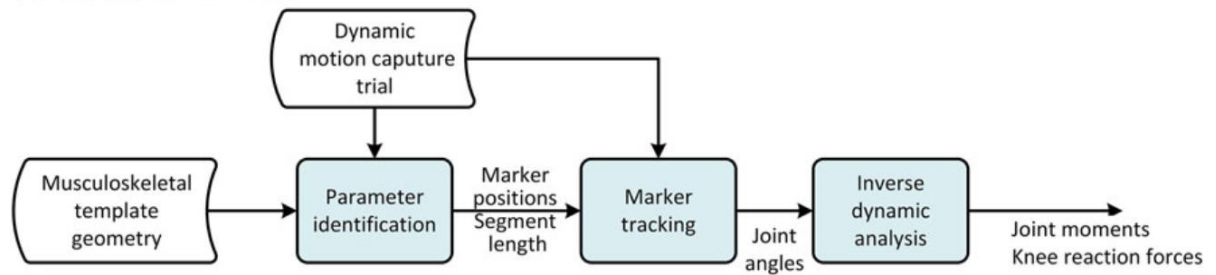 Dynamic
motion caputure
trial
Musculoskeletal
template
geometry
Parameter
identification
Marker
positions
Segment
length
Marker
tracking
Joint
angles
Inverse
dynamic
analysis
Joint moments
Knee reaction forces